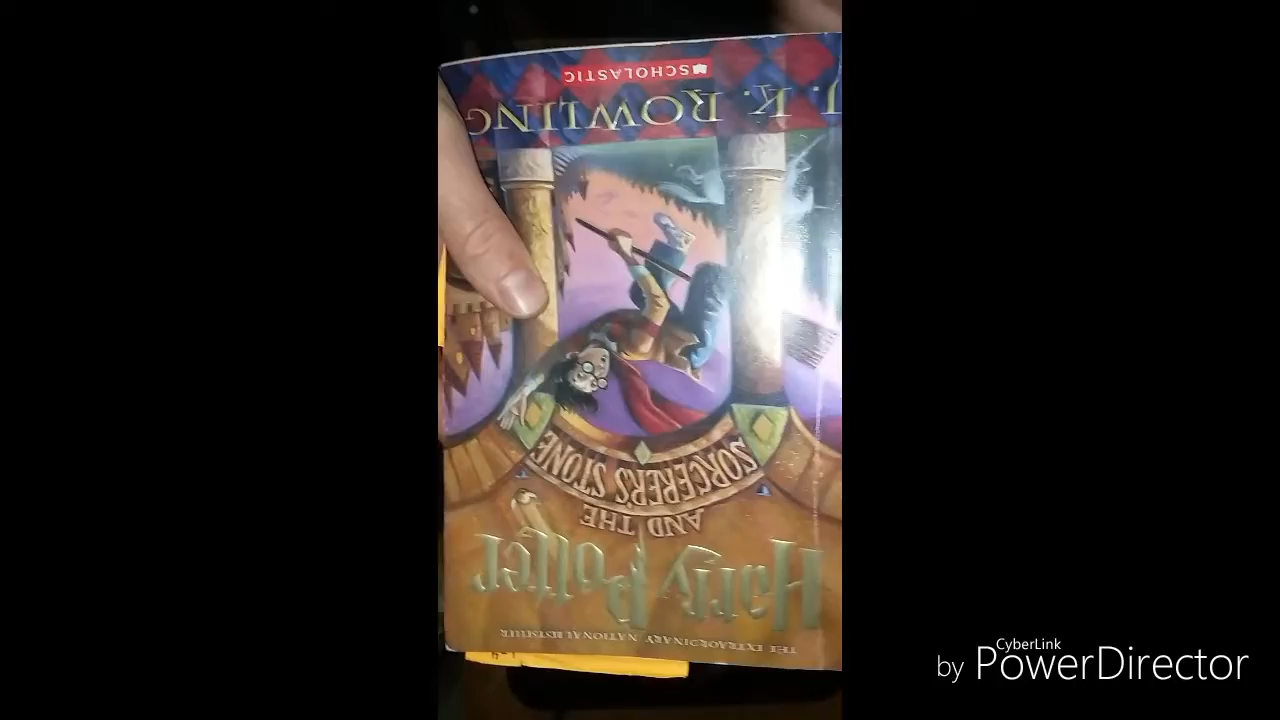 THE EXTRAORDINARY NATIONAL BESTSELLER
Harry Potter
AND THE
SORCERER'S STONE
J. K. ROWLING
SCHOLASTIC
CyberLink
by PowerDirector